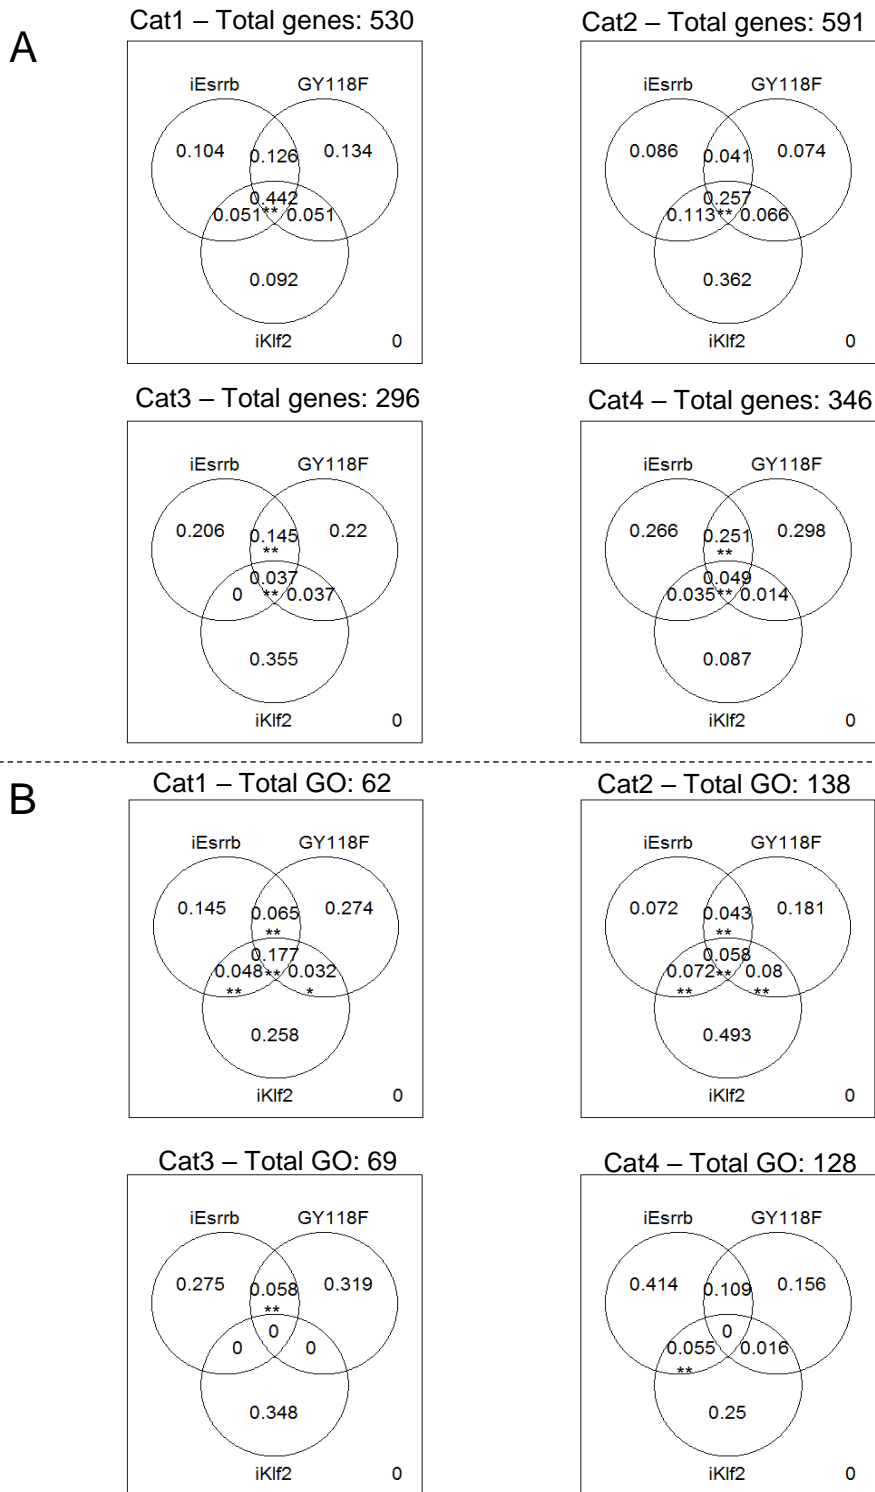 A
Cat1 – Total genes: 530
iEsrrb GY118F
0.104 0.126 0.134
0.442
0.051 ** 0.051
0.092
iKlf2 0
Cat2 – Total genes: 591
iEsrrb GY118F
0.086 0.041 0.074
0.257
0.113 ** 0.066
0.362
iKlf2 0
Cat3 – Total genes: 296
iEsrrb GY118F
0.206 0.145 0.22
**
0.037
0 ** 0.037
0.355
iKlf2 0
Cat4 – Total genes: 346
iEsrrb GY118F
0.266 0.251 0.298
**
0.049
0.035 ** 0.014
0.087
iKlf2 0
B
Cat1 – Total GO: 62
iEsrrb GY118F
0.145 0.065 0.274
**
0.177
0.048 ** 0.032
** *
0.258
iKlf2 0
Cat2 – Total GO: 138
iEsrrb GY118F
0.072 0.043 0.181
**
0.058
0.072 ** 0.08
** **
0.493
iKlf2 0
Cat3 – Total GO: 69
iEsrrb GY118F
0.275 0.058 0.319
**
0
0 0
0.348
iKlf2 0
Cat4 – Total GO: 128
iEsrrb GY118F
0.414 0.109 0.156
0
0.055 0.016
**
0.25
iKlf2 0